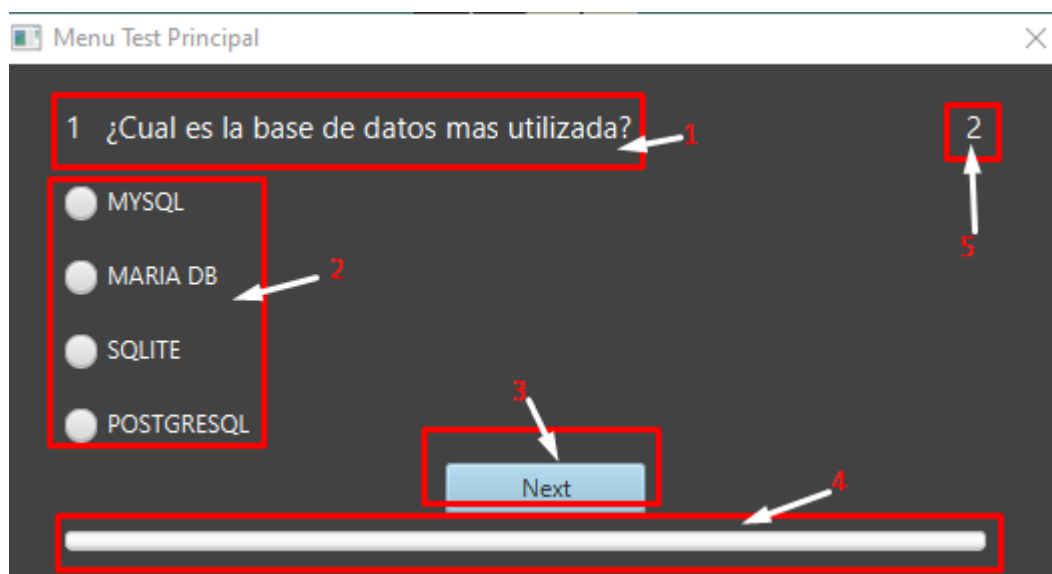 Menu Test Principal
1 ¿Cual es la base de datos mas utilizada? 1 2
MYSQL
5
MARIA DB 2
SQLITE
3
POSTGRESQL
Next 4